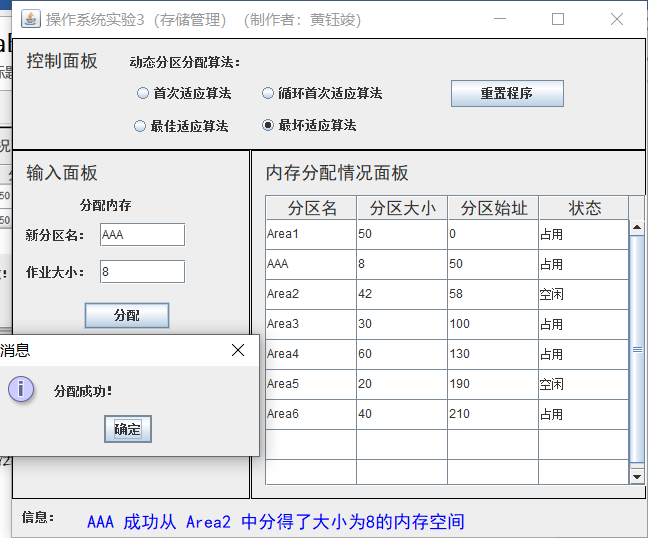 操作系统实验3（存储管理）（制作者：黄钰竣）
控制面板
动态分区分配算法：
首次适应算法 循环首次适应算法
最佳适应算法 最坏适应算法
重置程序
输入面板
分配内存
新分区名： AAA
作业大小： 8
分配
消息
分配成功!
确定
内存分配情况面板
分区名 分区大小 分区始址 状态
Area1 50 0 占用
AAA 8 50 占用
Area2 42 58 空闲
Area3 30 100 占用
Area4 60 130 占用
Area5 20 190 空闲
Area6 40 210 占用
信息： AAA 成功从 Area2 中分得了大小为8的内存空间